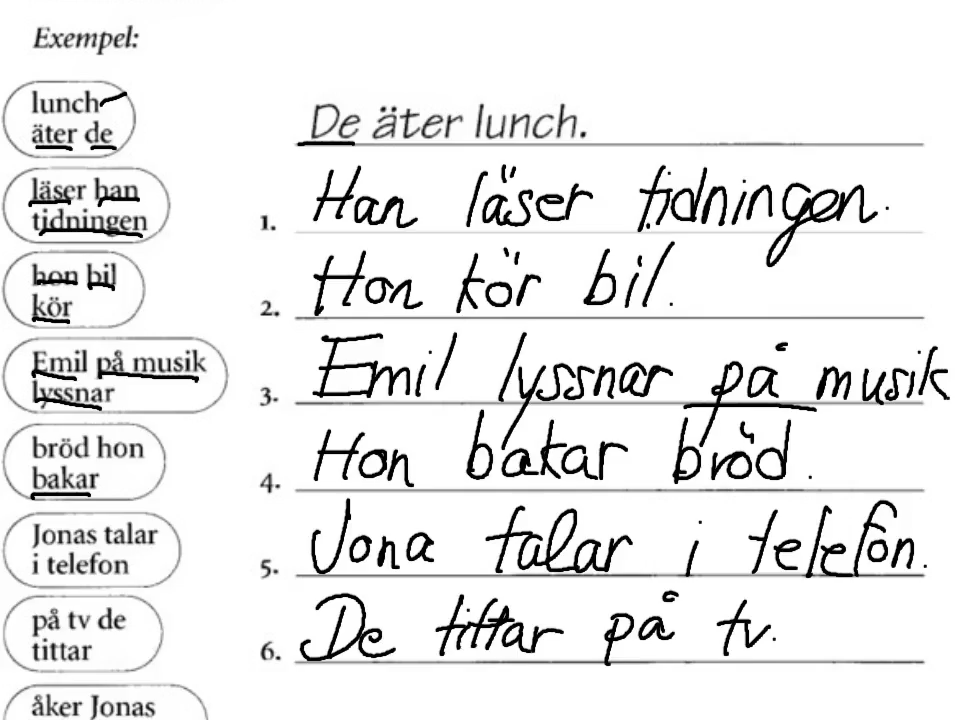 Exempel:
lunch
äter de
De äter lunch.
läser han
tidningen
1. Han läser tidningen.
hon bil
kör
2. Hon kör bil.
Emil på musik
lyssnar
3. Emil lyssnar på musik
bröd hon
bakar
4. Hon bakar bröd.
Jonas talar
i telefon
5. Jona talar i telefon.
på tv de
tittar
6. De tittar på tv.
åker Jonas